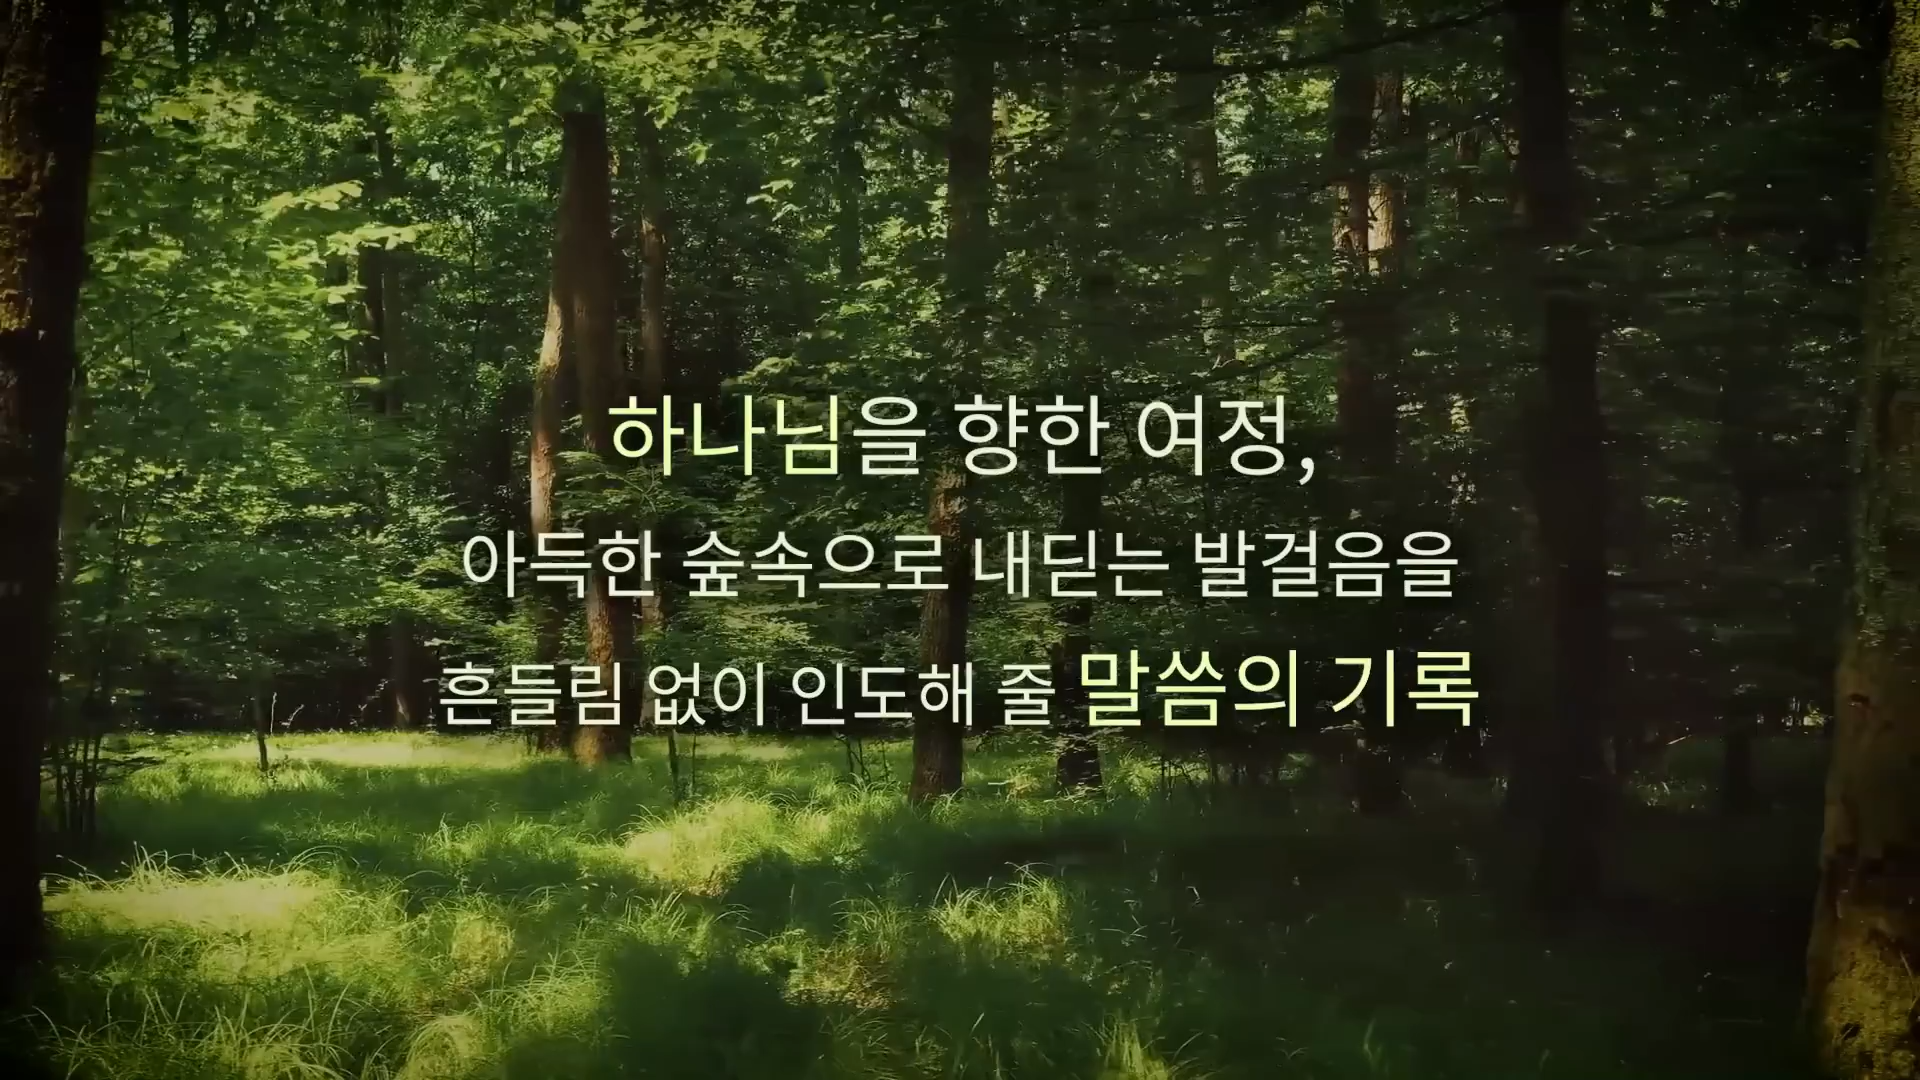 하나님을 향한 여정,
아득한 숲속으로 내딛는 발걸음을
흔들림 없이 인도해 줄 말씀의 기록